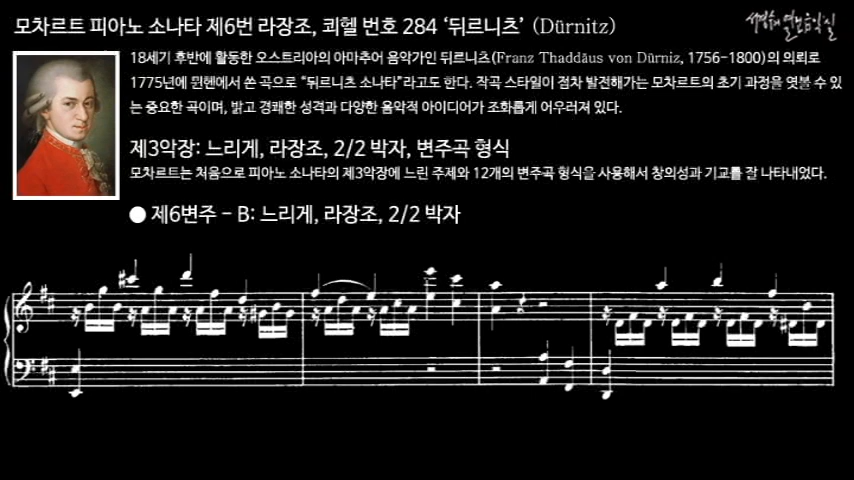 모차르트 피아노 소나타 제6번 라장조, 쾨헬 번호 284 ‘뒤르니츠’ (Dürnitz)
18세기 후반에 활동한 오스트리아의 아마추어 음악가인 뒤르니츠(Franz Thaddäus von Dürniz, 1756-1800)의 의뢰로
1775년에 뮌헨에서 쓴 곡으로 “뒤르니츠 소나타”라고도 한다. 작곡 스타일이 점차 발전해가는 모차르트의 초기 과정을 엿볼 수 있
는 중요한 곡이며, 밝고 경쾌한 성격과 다양한 음악적 아이디어가 조화롭게 어우러져 있다.
제3악장: 느리게, 라장조, 2/2 박자, 변주곡 형식
모차르트는 처음으로 피아노 소나타의 제3악장에 느린 주제와 12개의 변주곡 형식을 사용해서 창의성과 기교를 잘 나타내었다.
● 제6변주 - B: 느리게, 라장조, 2/2 박자